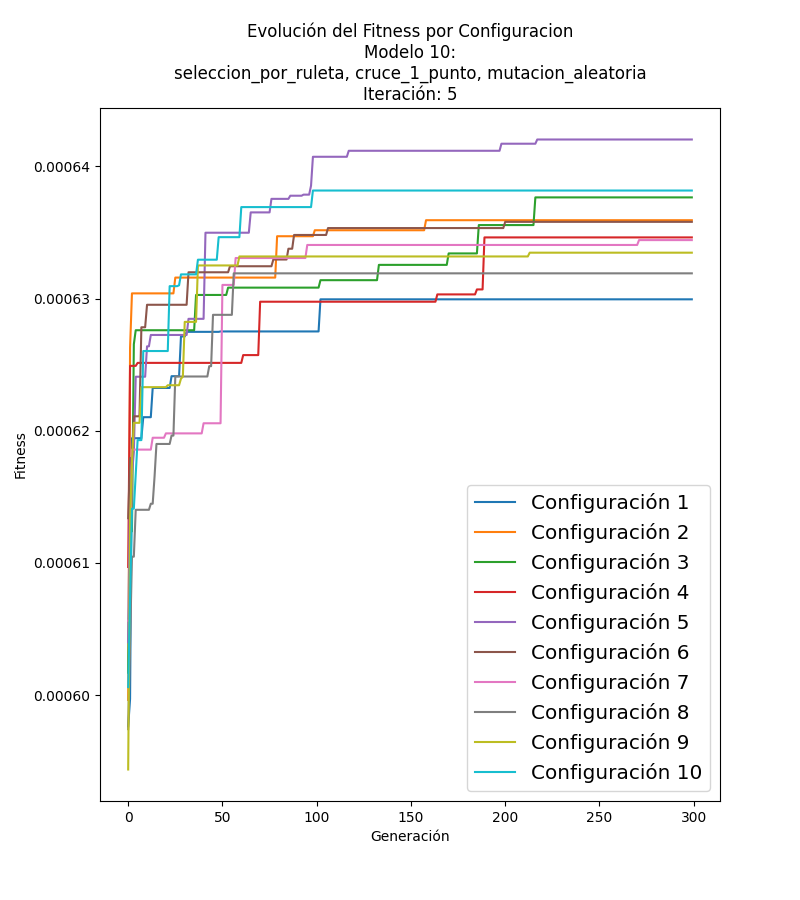 Evolución del Fitness por Configuracion
Modelo 10:
seleccion_por_ruleta, cruce_1_punto, mutacion_aleatoria
Iteración: 5
0.00064
0.00063
0.00062
0.00061
0.00060
Fitness
Configuración 1
Configuración 2
Configuración 3
Configuración 4
Configuración 5
Configuración 6
Configuración 7
Configuración 8
Configuración 9
Configuración 10
0 50 100 150 200 250 300
Generación